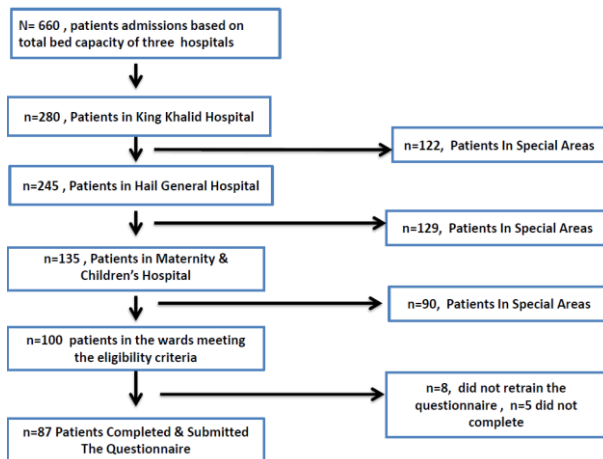 N= 660 , patients admissions based on
total bed capacity of three hospitals
n=280 , Patients in King Khalid Hospital
n=122, Patients In Special Areas
n=245 , Patients in Hail General Hospital
n=129, Patients In Special Areas
n=135 , Patients in Maternity &
Children's Hospital
n=90, Patients In Special Areas
n=100 patients in the wards meeting
the eligibility criteria
n=8, did not retrain the
questionnaire , n=5 did not
complete
n=87 Patients Completed & Submitted
The Questionnaire